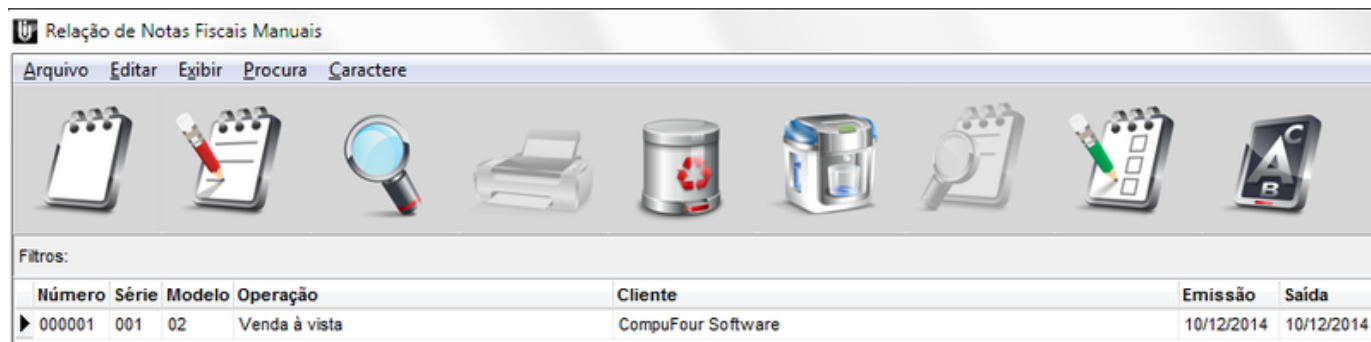 Relação de Notas Fiscais Manuais
Arquivo Editar Exibir Procura Caractere
A C B
Filtros:
Número Série Modelo Operação Cliente Emissão Saída
000001 001 02 Venda à vista CompuFour Software 10/12/2014 10/12/2014